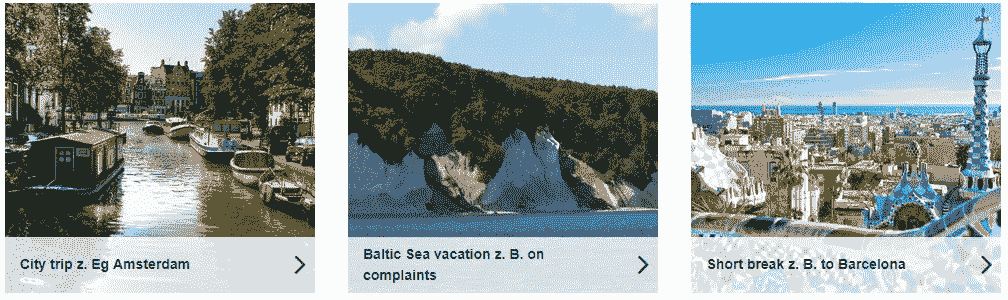 City trip z. Eg Amsterdam
Baltic Sea vacation z. B. on
complaints
Short break z. B. to Barcelona